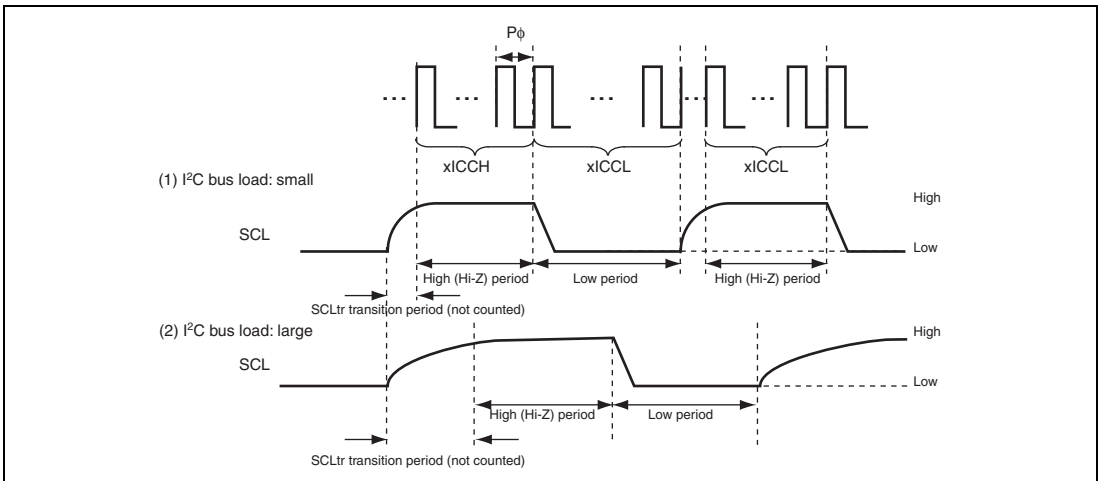 Pϕ
... ... ... ... ...
xICCH xICCL xICCL
(1) I²C bus load: small
SCL
High
Low
High (Hi-Z) period Low period High (Hi-Z) period
SCLtr transition period (not counted)
(2) I²C bus load: large
SCL
High
Low
High (Hi-Z) period Low period
SCLtr transition period (not counted)